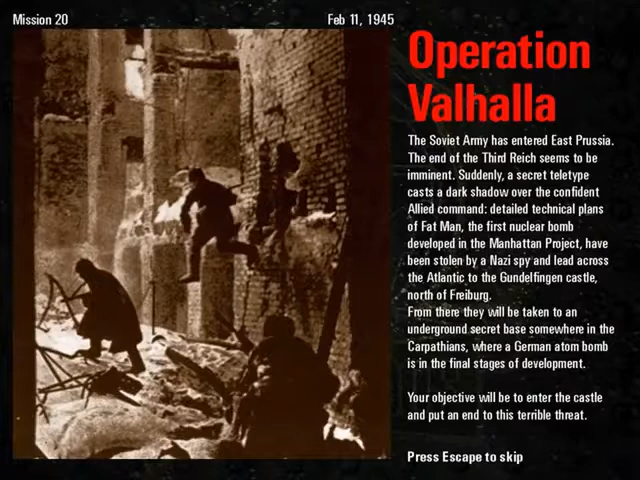 Mission 20
Feb 11, 1945
Operation
Valhalla
The Soviet Army has entered East Prussia.
The end of the Third Reich seems to be
imminent. Suddenly, a secret teletype
casts a dark shadow over the confident
Allied command: detailed technical plans
of Fat Man, the first nuclear bomb
developed in the Manhattan Project, have
been stolen by a Nazi spy and lead across
the Atlantic to the Gundelfingen castle,
north of Freiburg.
From there they will be taken to an
underground secret base somewhere in the
Carpathians, where a German atom bomb
is in the final stages of development.
Your objective will be to enter the castle
and put an end to this terrible threat.
Press Escape to skip